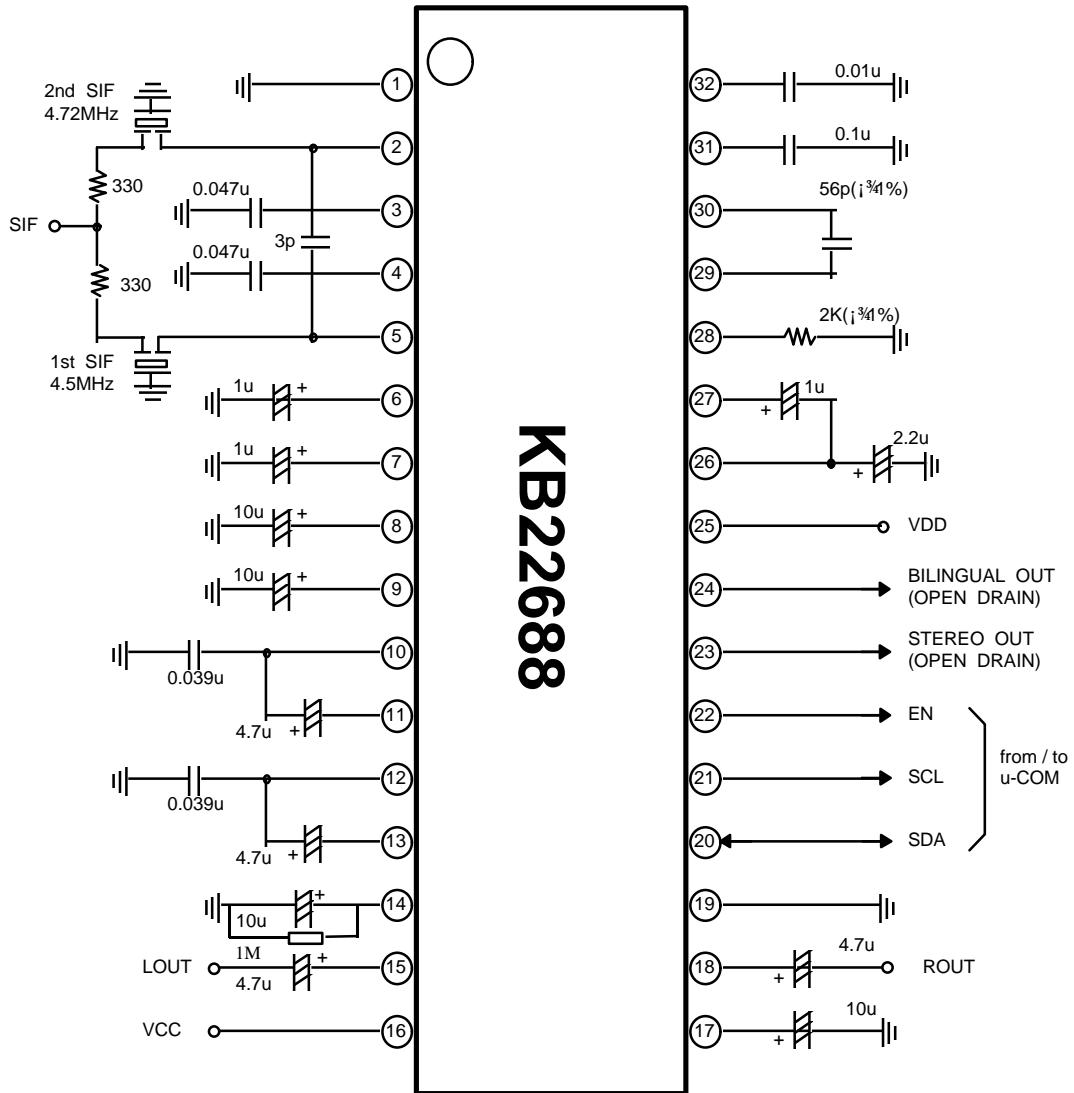 2nd SIF
4.72MHz
330
SIF
330
1st SIF
4.5MHz
3p
1
2
0.047u
3
0.047u
4
5
1u
+
6
1u
+
7
10u
+
8
10u
+
9
0.039u
10
4.7u
+
11
0.039u
12
4.7u
+
13
10u
+
14
1M
LOUT
4.7u
+
15
VCC
16
KB22688
32
0.01u
31
0.1u
56p(¡¾1%)
30
29
2K(¡¾1%)
28
27
+
1u
26
+
2.2u
25
VDD
24
BILINGUAL OUT
(OPEN DRAIN)
23
STEREO OUT
(OPEN DRAIN)
22
EN
21
SCL
20
SDA
from / to
u-COM
19
18
+
4.7u
ROUT
17
+
10u